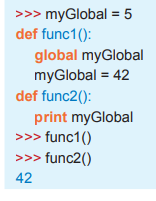 >>> myGlobal = 5
def func1():
global myGlobal
myGlobal = 42
def func2():
print myGlobal
>>> func1()
>>> func2()
42